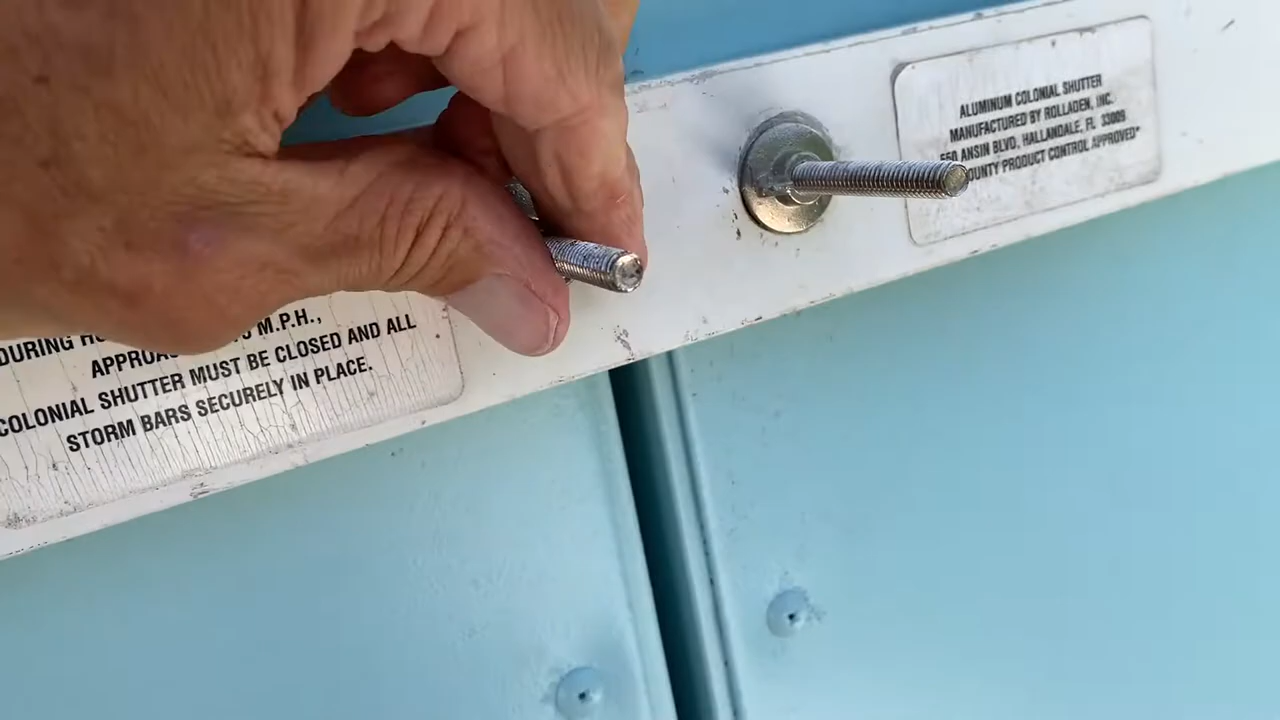 DURING
M.P.H.,
COLONIAL SHUTTER MUST BE CLOSED AND ALL
STORM BARS SECURELY IN PLACE.
ALUMINUM COLONIAL SHUTTER
MANUFACTURED BY ROLLADEN, INC.
550 ANSIN BLVD, HALLANDALE, FL 33009
COUNTY PRODUCT CONTROL APPROVED"